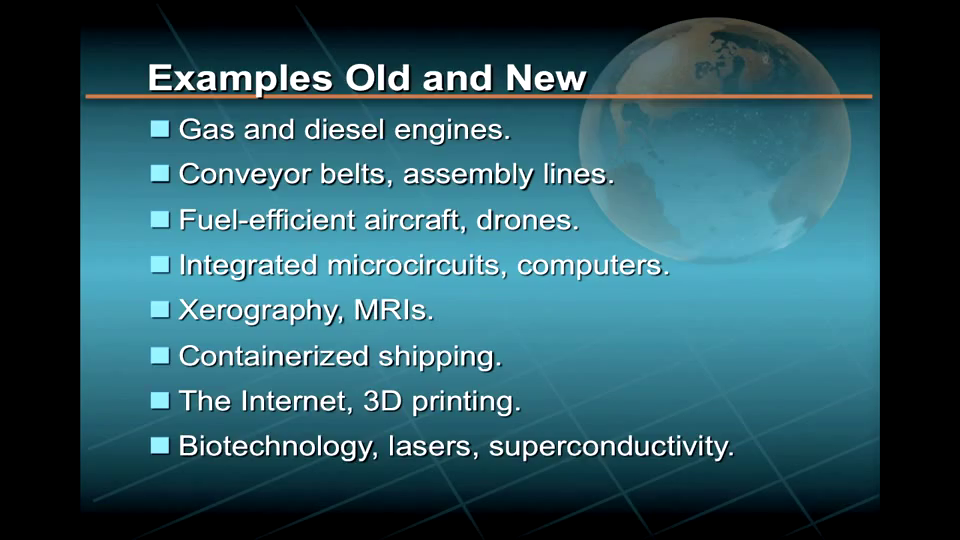 Examples Old and New
Gas and diesel engines.
Conveyor belts, assembly lines.
Fuel-efficient aircraft, drones.
Integrated microcircuits, computers.
Xerography, MRIs.
Containerized shipping.
The Internet, 3D printing.
Biotechnology, lasers, superconductivity.